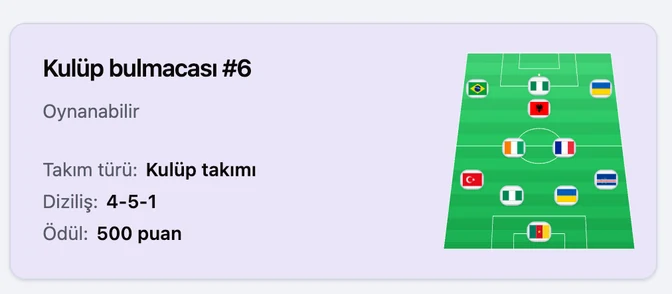 Kulüp bulmacası #6
Oynanabilir
Takım türü: Kulüp takımı
Diziliş: 4-5-1
Ödül: 500 puan